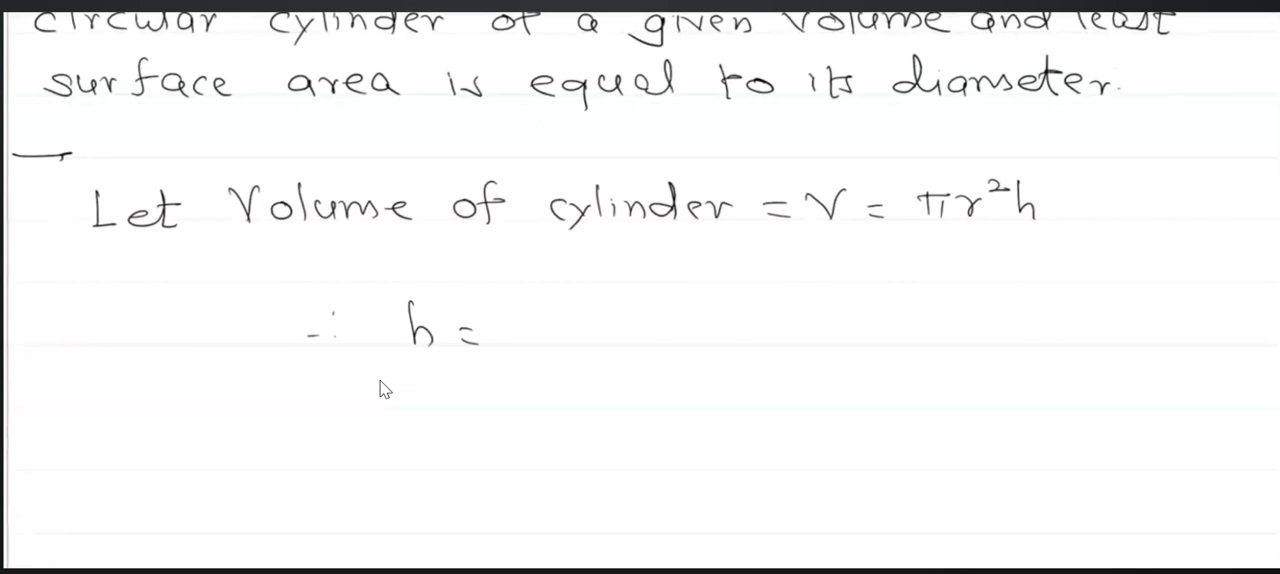 circular cylinder of a given volume and least
surface area is equal to its diameter.
Let Volume of cylinder = V = πr²h
∴ h =